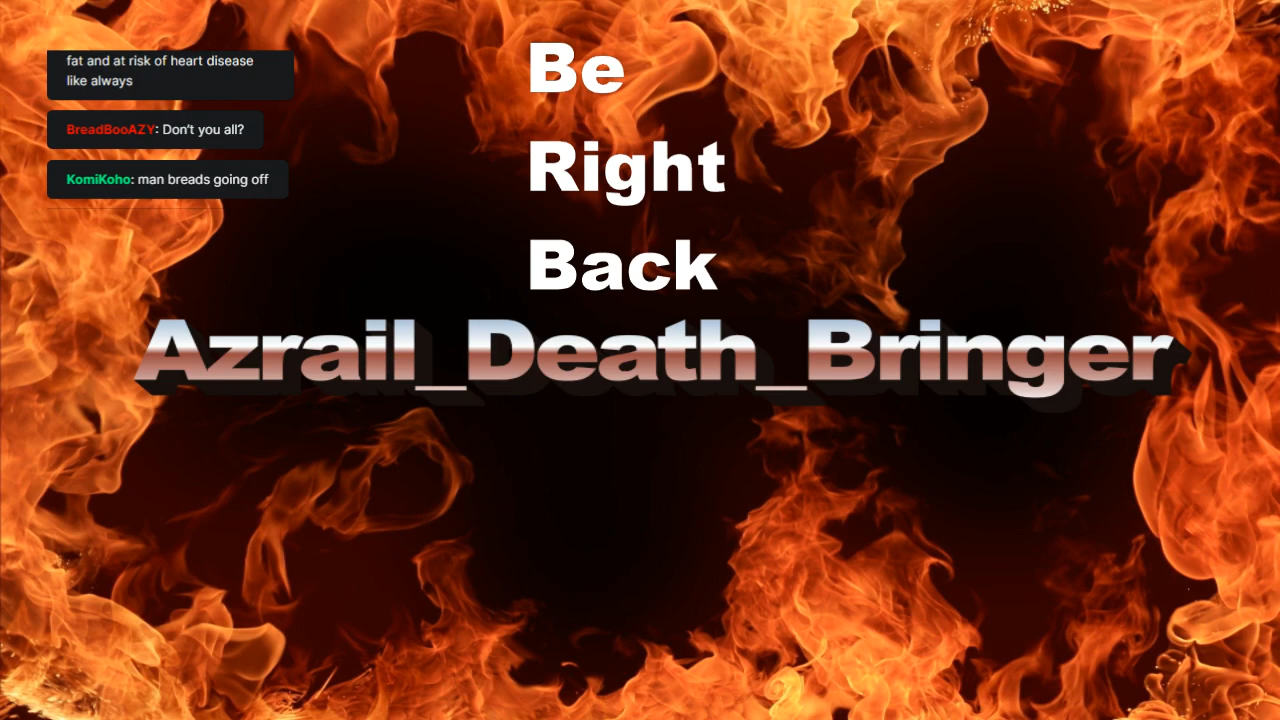 fat and at risk of heart disease
like always
BreadBooAZY: Don't you all?
KomiKoho: man breads going off
Be
Right
Back
Azrail_Death_Bringer